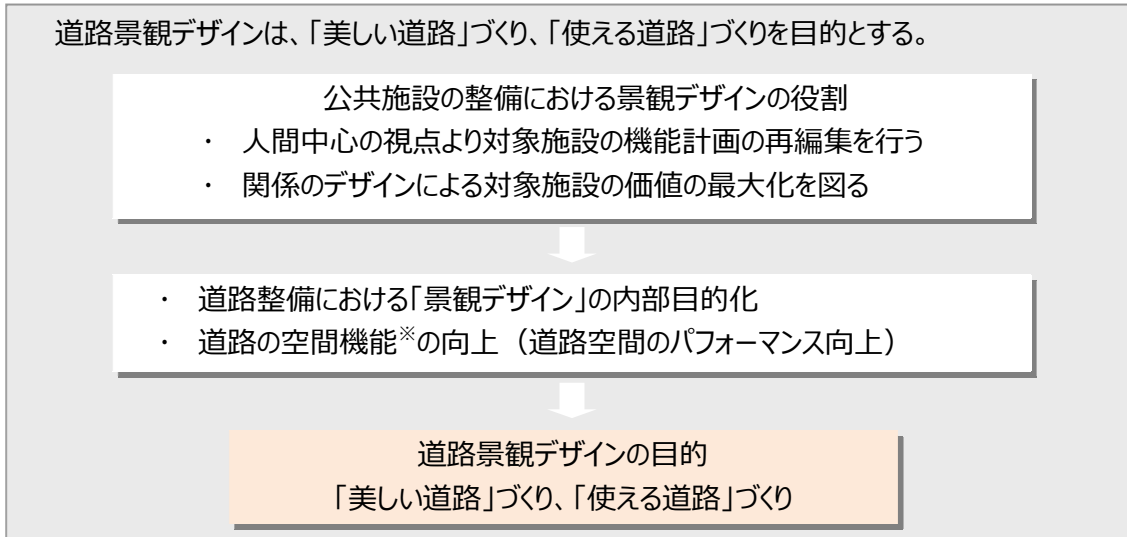 道路景観デザインは、「美しい道路」づくり、「使える道路」づくりを目的とする。
公共施設の整備における景観デザインの役割
・ 人間中心の視点より対象施設の機能計画の再編集を行う
・ 関係のデザインによる対象施設の価値の最大化を図る
・ 道路整備における「景観デザイン」の内部目的化
・ 道路の空間機能※の向上（道路空間のパフォーマンス向上）
道路景観デザインの目的
「美しい道路」づくり、「使える道路」づくり